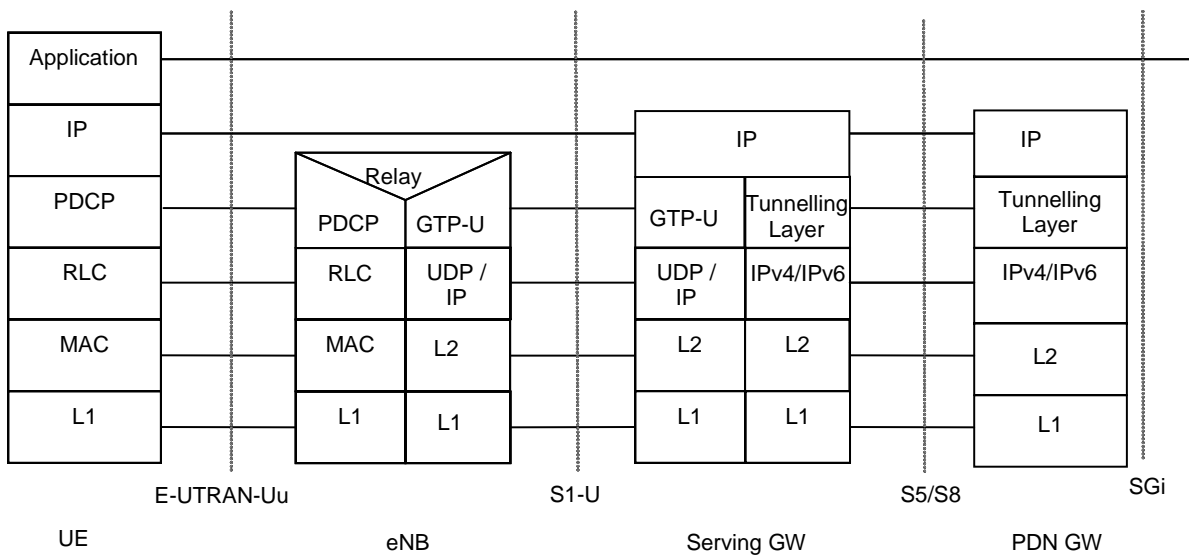 Application
IP
IP
IP
Relay
PDCP
PDCP
GTP-U
GTP-U
Tunnelling
Layer
Tunnelling
Layer
RLC
RLC
UDP /
IP
UDP /
IP
IPv4/IPv6
IPv4/IPv6
MAC
MAC
L2
L2
L2
L2
L1
L1
L1
L1
L1
L1
E-UTRAN-Uu
S1-U
S5/S8
SGi
UE
eNB
Serving GW
PDN GW